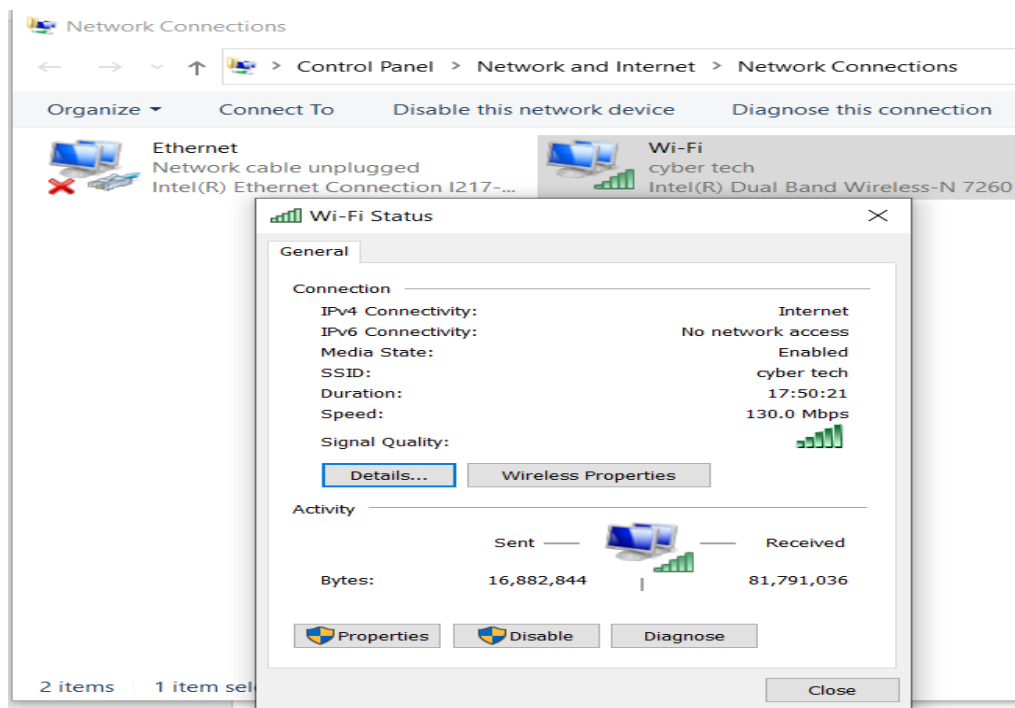 Network Connections
Control Panel > Network and Internet > Network Connections
Organize Connect To Disable this network device Diagnose this connection
Ethernet
Network cable unplugged
Intel(R) Ethernet Connection I217-...
Wi-Fi
cyber tech
Intel(R) Dual Band Wireless-N 7260
Wi-Fi Status
General
Connection
IPv4 Connectivity: Internet
IPv6 Connectivity: No network access
Media State: Enabled
SSID: cyber tech
Duration: 17:50:21
Speed: 130.0 Mbps
Signal Quality:
Details... Wireless Properties
Activity
Sent Received
Bytes: 16,882,844 81,791,036
Properties Disable Diagnose
Close
2 items 1 item sel